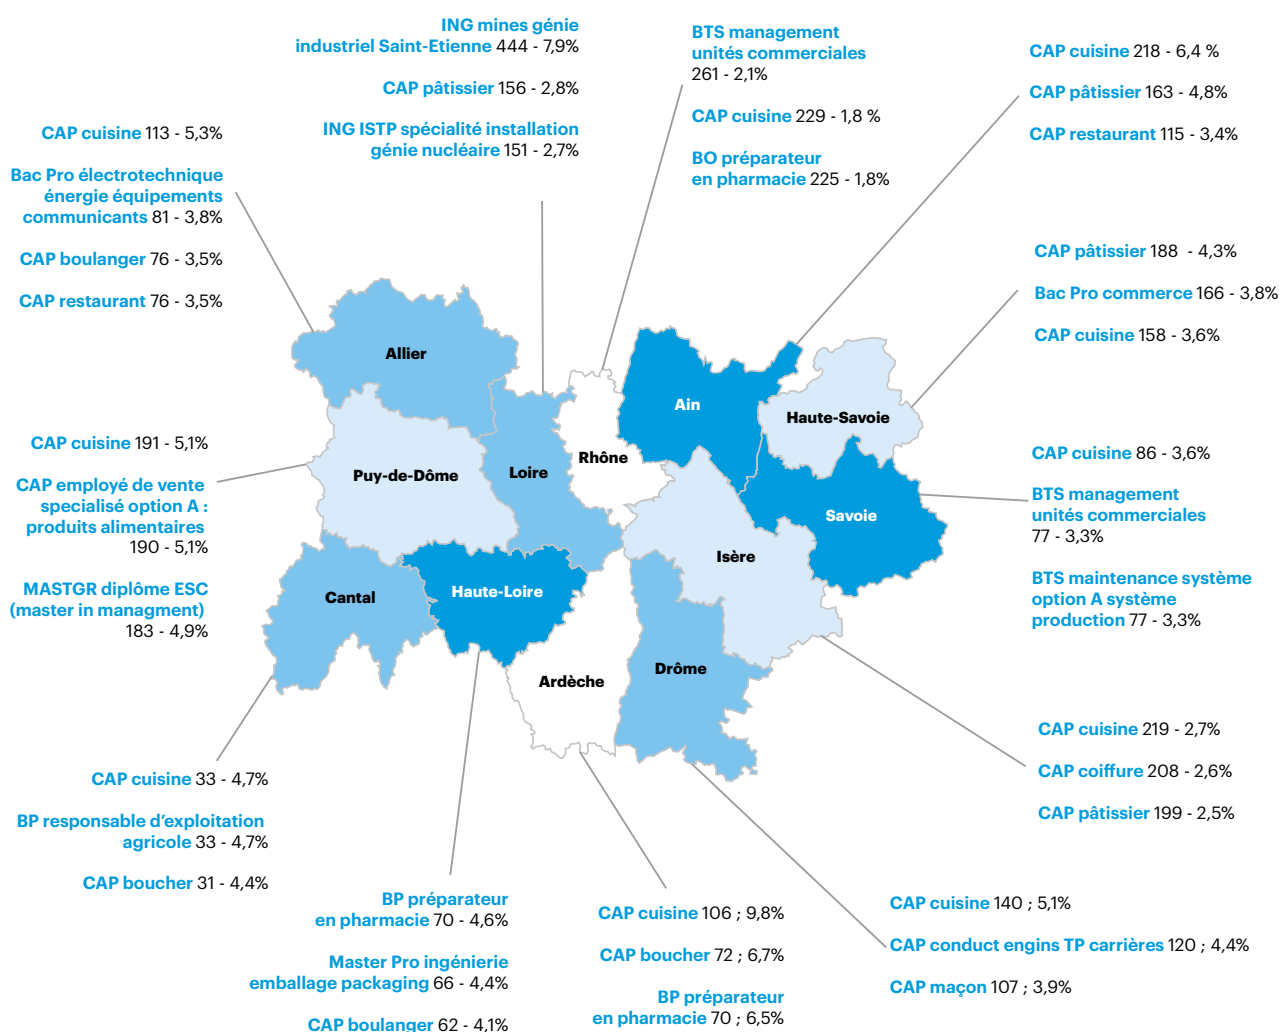 ING mines génie
industriel Saint-Etienne 444 - 7,9%
CAP pâtissier 156 - 2,8%
ING ISTP spécialité installation
génie nucléaire 151 - 2,7%
BTS management
unités commerciales
261 - 2,1%
CAP cuisine 229 - 1,8 %
BO préparateur
en pharmacie 225 - 1,8%
CAP cuisine 218 - 6,4 %
CAP pâtissier 163 - 4,8%
CAP restaurant 115 - 3,4%
CAP cuisine 113 - 5,3%
Bac Pro électrotechnique
énergie équipements
communicants 81 - 3,8%
CAP boulanger 76 - 3,5%
CAP restaurant 76 - 3,5%
CAP pâtissier 188 - 4,3%
Bac Pro commerce 166 - 3,8%
CAP cuisine 158 - 3,6%
Allier
Ain
Haute-Savoie
Rhône
Loire
Puy-de-Dôme
Savoie
Isère
Haute-Loire
Cantal
Drôme
Ardèche
CAP cuisine 191 - 5,1%
CAP employé de vente
specialisé option A :
produits alimentaires
190 - 5,1%
MASTGR diplôme ESC
(master in managment)
183 - 4,9%
CAP cuisine 86 - 3,6%
BTS management
unités commerciales
77 - 3,3%
BTS maintenance système
option A système
production 77 - 3,3%
CAP cuisine 219 - 2,7%
CAP coiffure 208 - 2,6%
CAP pâtissier 199 - 2,5%
CAP cuisine 33 - 4,7%
BP responsable d'exploitation
agricole 33 - 4,7%
CAP boucher 31 - 4,4%
BP préparateur
en pharmacie 70 - 4,6%
Master Pro ingénierie
emballage packaging 66 - 4,4%
CAP boulanger 62 - 4,1%
CAP cuisine 106 ; 9,8%
CAP boucher 72 ; 6,7%
BP préparateur
en pharmacie 70 ; 6,5%
CAP cuisine 140 ; 5,1%
CAP conduct engins TP carrières 120 ; 4,4%
CAP maçon 107 ; 3,9%